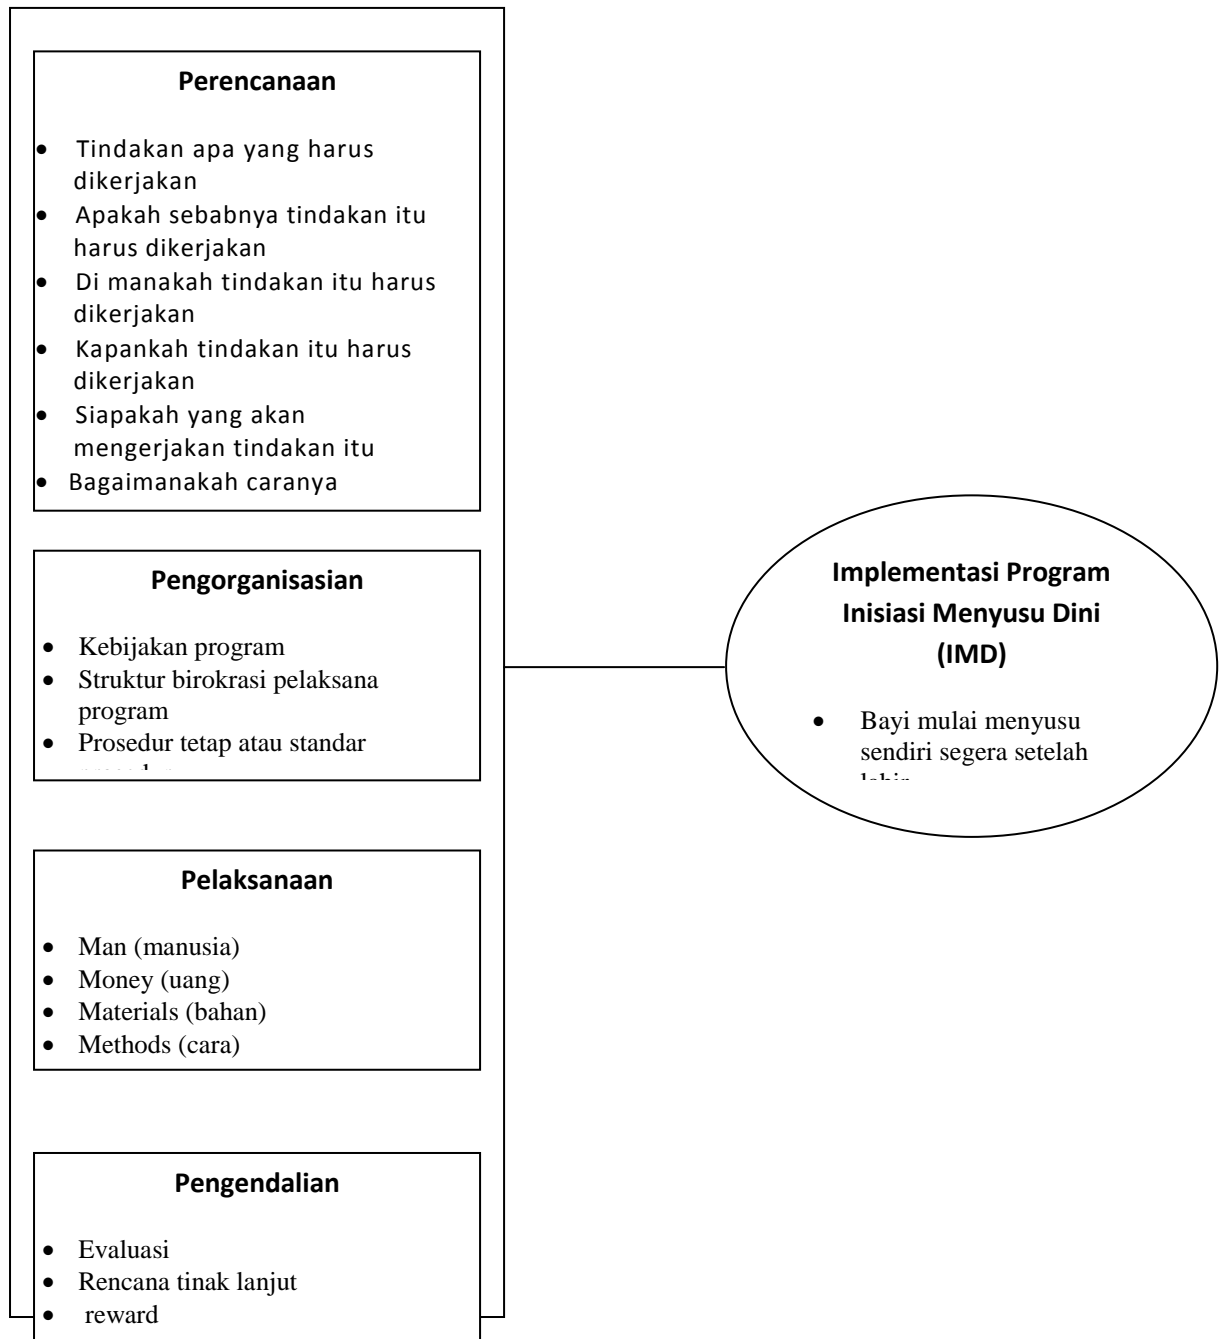 Perencanaan
• Tindakan apa yang harus
dikerjakan
• Apakah sebabnya tindakan itu
harus dikerjakan
• Di manakah tindakan itu harus
dikerjakan
• Kapankah tindakan itu harus
dikerjakan
• Siapakah yang akan
mengerjakan tindakan itu
• Bagaimanakah caranya
Pengorganisasian
• Kebijakan program
• Struktur birokrasi pelaksana
program
• Prosedur tetap atau standar
Pelaksanaan
• Man (manusia)
• Money (uang)
• Materials (bahan)
• Methods (cara)
Pengendalian
• Evaluasi
• Rencana tinak lanjut
• reward
Implementasi Program
Inisiasi Menyusu Dini
(IMD)
• Bayi mulai menyusu
sendiri segera setelah